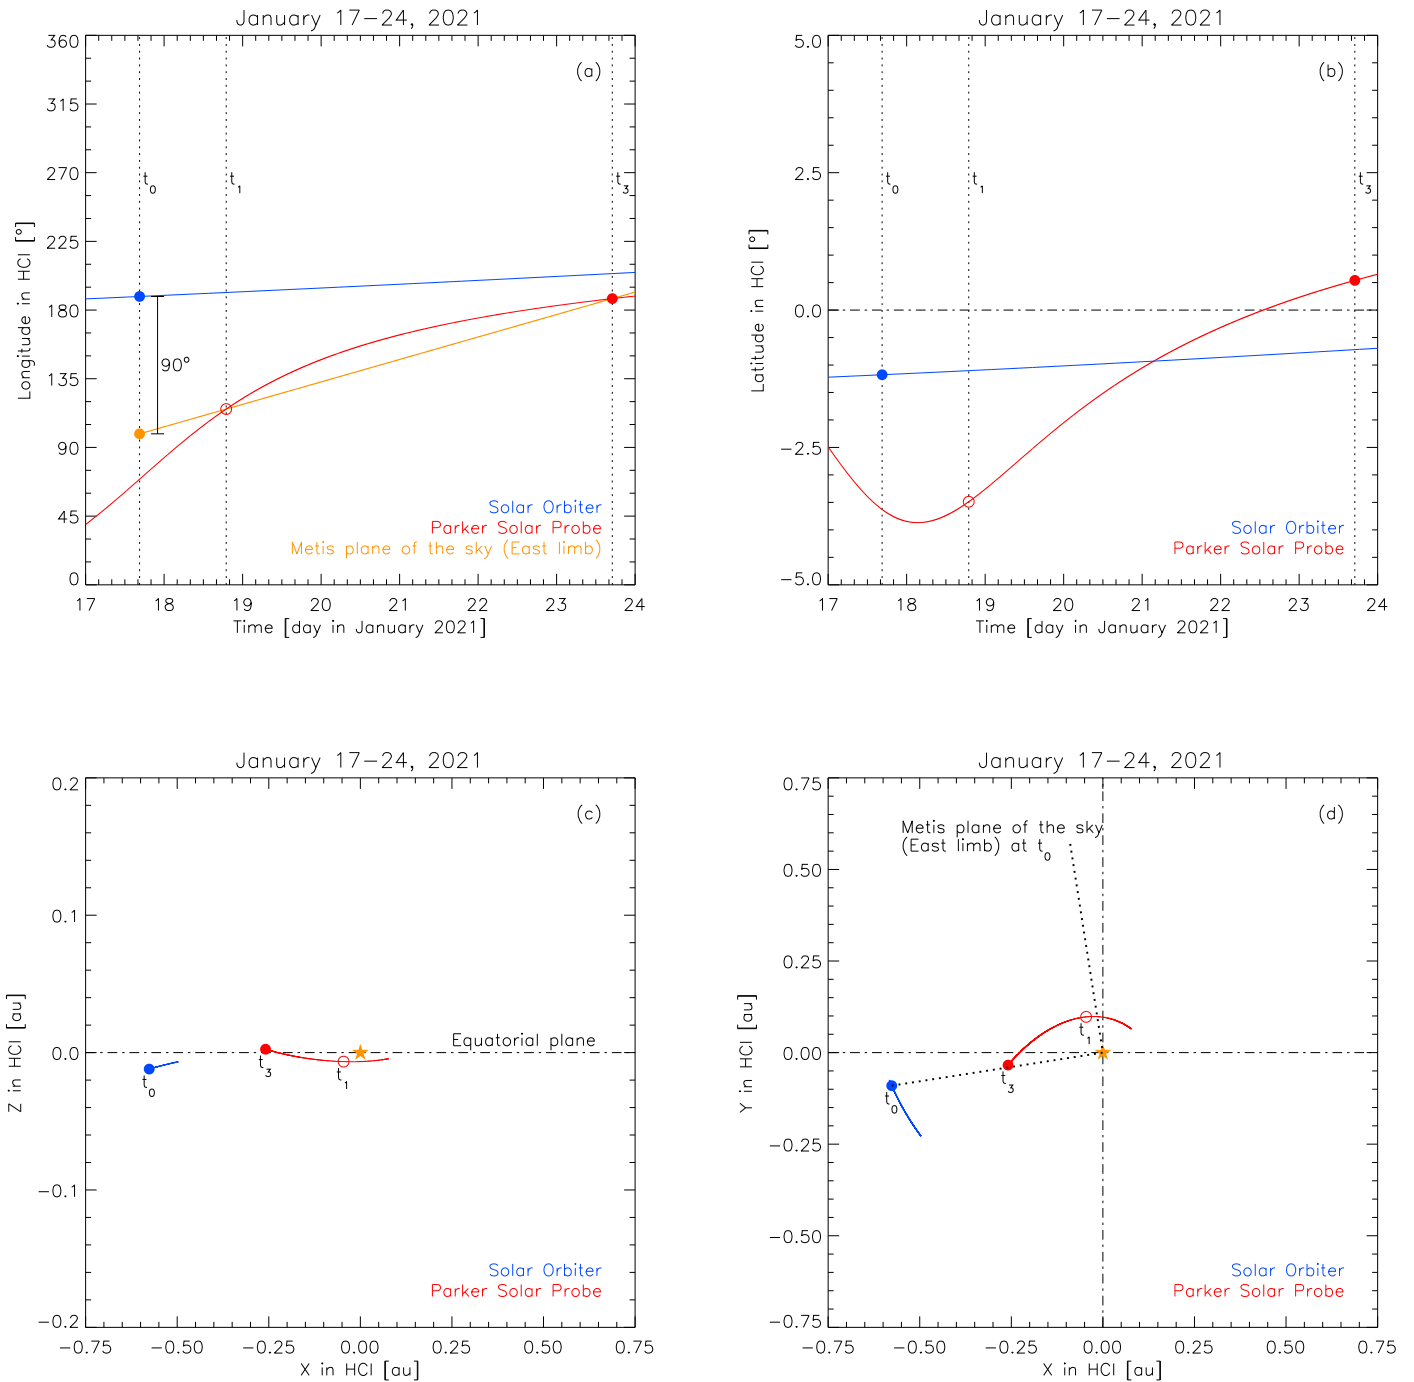 January 17−24, 2021
(a)
360
315
270
225
180
135
90
45
0
t0
t1
t3
90°
Longitude in HCI [°]
Solar Orbiter
Parker Solar Probe
Metis plane of the sky (East limb)
17 18 19 20 21 22 23 24
Time [day in January 2021]
January 17−24, 2021
(b)
5.0
2.5
0.0
−2.5
−5.0
t0
t1
t3
Latitude in HCI [°]
Solar Orbiter
Parker Solar Probe
17 18 19 20 21 22 23 24
Time [day in January 2021]
January 17−24, 2021
(c)
0.2
0.1
0.0
−0.1
−0.2
Z in HCI [au]
Equatorial plane
t0
t3
t1
Solar Orbiter
Parker Solar Probe
−0.75 −0.50 −0.25 0.00 0.25 0.50 0.75
X in HCI [au]
January 17−24, 2021
(d)
0.75
0.50
0.25
0.00
−0.25
−0.50
−0.75
Y in HCI [au]
Metis plane of the sky
(East limb) at t0
t1
t3
t0
Solar Orbiter
Parker Solar Probe
−0.75 −0.50 −0.25 0.00 0.25 0.50 0.75
X in HCI [au]